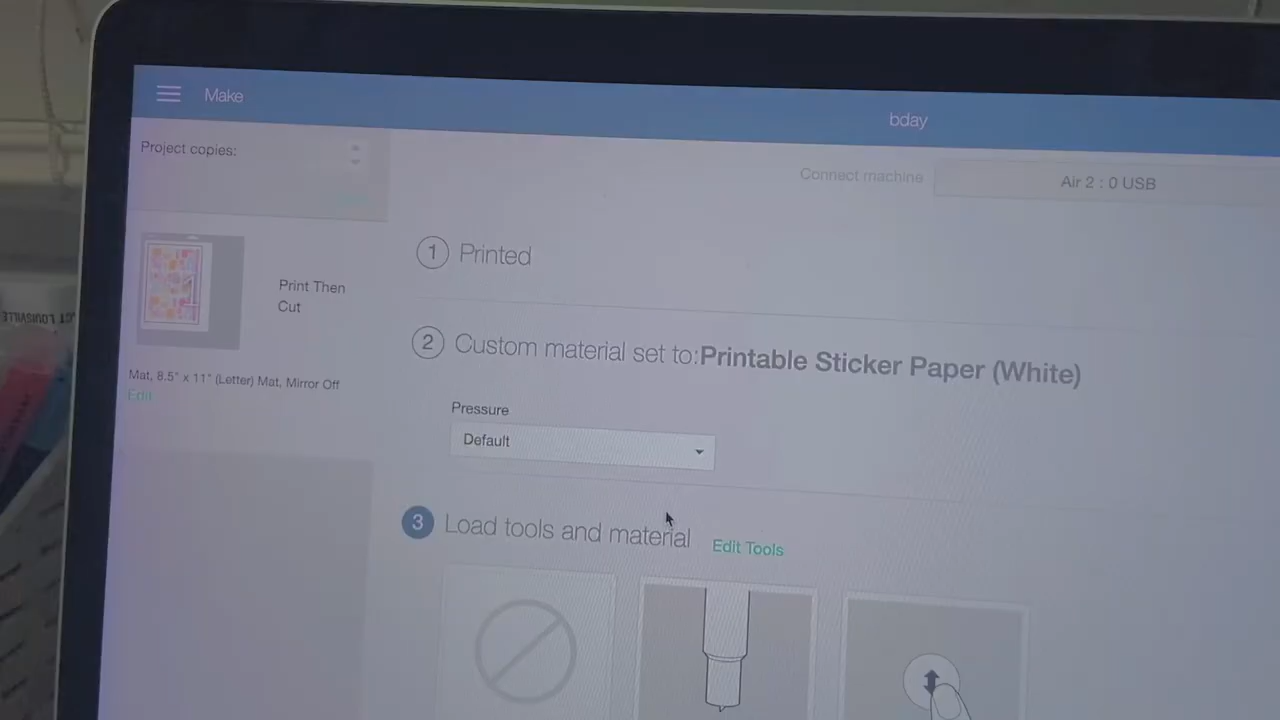 Make
bday
Project copies:
Connect machine
Air 2 : 0 USB
1 Printed
Print Then
Cut
2 Custom material set to:Printable Sticker Paper (White)
Mat, 8.5" x 11" (Letter) Mat, Mirror Off
Edit
Pressure
Default
3 Load tools and material
Edit Tools
CT LOUISVILLE